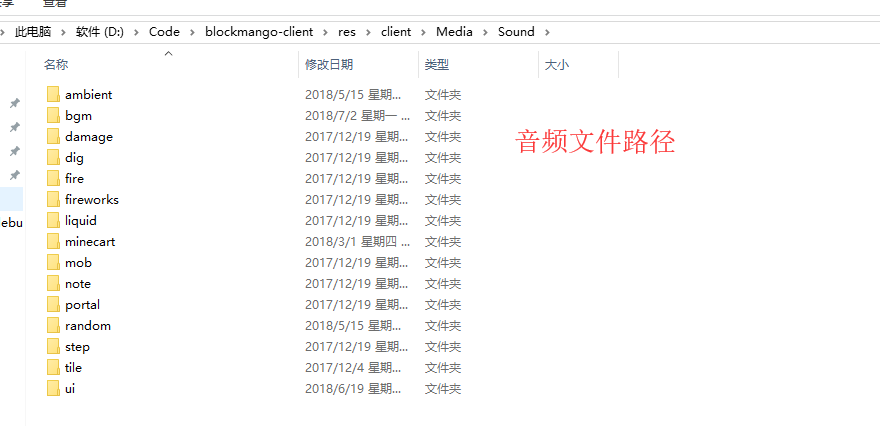 查看
此电脑 › 软件 (D:) › Code › blockmango-client › res › client › Media › Sound ›
名称 修改日期 类型 大小
ambient 2018/5/15 星期... 文件夹
bgm 2018/7/2 星期一 ... 文件夹
damage 2017/12/19 星期... 文件夹
音频文件路径
dig 2017/12/19 星期... 文件夹
fire 2017/12/19 星期... 文件夹
fireworks 2017/12/19 星期... 文件夹
liquid 2017/12/19 星期... 文件夹
ebu
minecart 2018/3/1 星期四 ... 文件夹
mob 2017/12/19 星期... 文件夹
note 2017/12/19 星期... 文件夹
portal 2017/12/19 星期... 文件夹
random 2018/5/15 星期... 文件夹
step 2017/12/19 星期... 文件夹
tile 2017/12/4 星期... 文件夹
ui 2018/6/19 星期... 文件夹